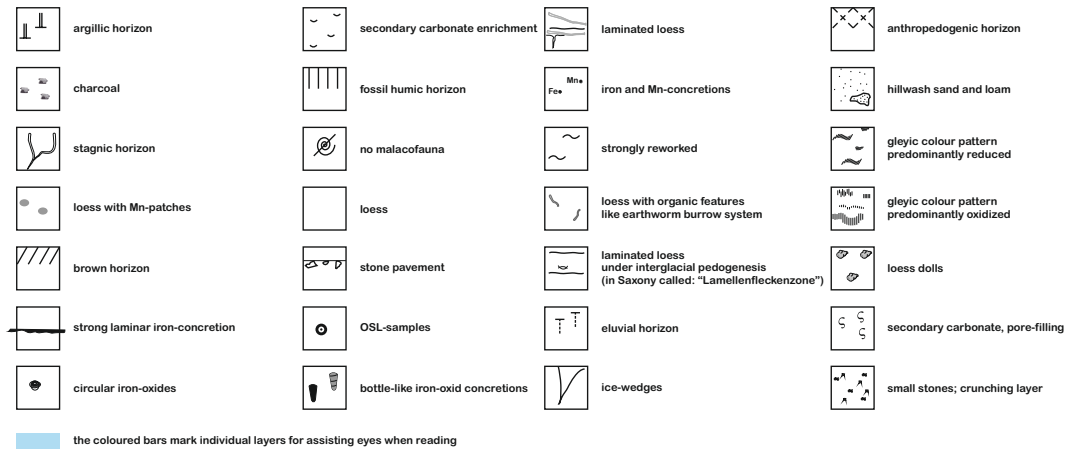 argillic horizon
secondary carbonate enrichment
laminated loess
anthropedogenic horizon
charcoal
fossil humic horizon
Mn
Fe
iron and Mn-concretions
hillwash sand and loam
stagnic horizon
no malacofauna
strongly reworked
gleyic colour pattern
predominantly reduced
loess with Mn-patches
loess
loess with organic features
like earthworm burrow system
gleyic colour pattern
predominantly oxidized
brown horizon
stone pavement
laminated loess
under interglacial pedogenesis
(in Saxony called: “Lamellenfleckenzone”)
loess dolls
strong laminar iron-concretion
OSL-samples
eluvial horizon
secondary carbonate, pore-filling
circular iron-oxides
bottle-like iron-oxid concretions
ice-wedges
small stones; crunching layer
the coloured bars mark individual layers for assisting eyes when reading